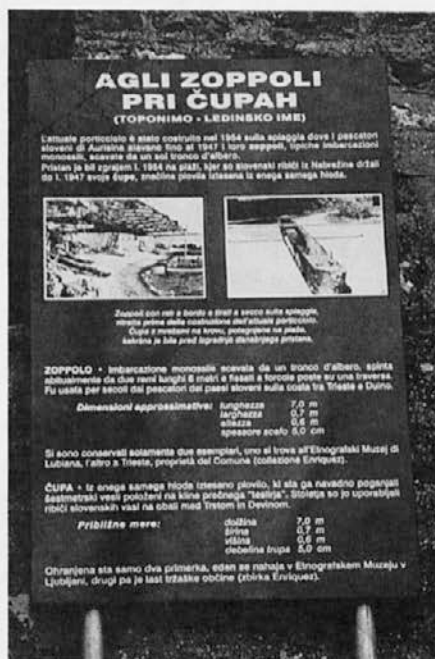 AGLI ZOPPOLI
PRI ČUPAH
(TOPONIMO - LEDINSKO IME)
L'attuale porticciolo è stato costruito nel 1954 sulla spiaggia dove i pescatori
sloveni di Aurisina alavano fino al 1947 i loro zoppoli, tipiche imbarcazioni
monossili, scavate da un sol tronco d'albero.
Pristan je bil zgrajen l. 1954 na plaži, kjer so slovenski ribiči iz Nabrežine držali
do l. 1947 svoje čupe, značilna plovila iztesana iz enega samega hloda.
Zoppoli con reti a bordo e tirati a secco sulla spiaggia,
ritratta prima della costruzione dell'attuale porticciolo.
Čupa z mrežami na krovu, potegnjene na plažo,
kakršna je bila pred izgradnjo današnjega pristana.
ZOPPOLO • Imbarcazione monossile scavata da un tronco d'albero, spinta
abitualmente da due remi lunghi 6 metri e fissati a forcole poste su una traversa.
Fu usata per secoli dai pescatori dei paesi sloveni sulla costa fra Trieste e Duino.
Dimensioni approssimative: lunghezza 7,0 m
larghezza 0,7 m
altezza 0,6 m
spessore scafo 5,0 cm
Si sono conservati solamente due esemplari, uno si trova all'Etnografski Muzej di
Lubiana, l'altro a Trieste, proprietà del Comune (collezione Enriquez).
ČUPA • Iz enega samega hloda iztesano plovilo, ki sta ga navadno poganjali
šestmetrski vesli položeni na kline prečnega "teslirja". Stoletja so jo uporabljali
ribiči slovenskih vasi na obali med Trstom in Devinom.
Približne mere: dolžina 7,0 m
širina 0,7 m
višina 0,6 m
debelina trupa 5,0 cm
Ohranjena sta samo dva primerka, eden se nahaja v Etnografskem Muzeju v
Ljubljani, drugi pa je last tržaške občine (zbirka Enriquez).